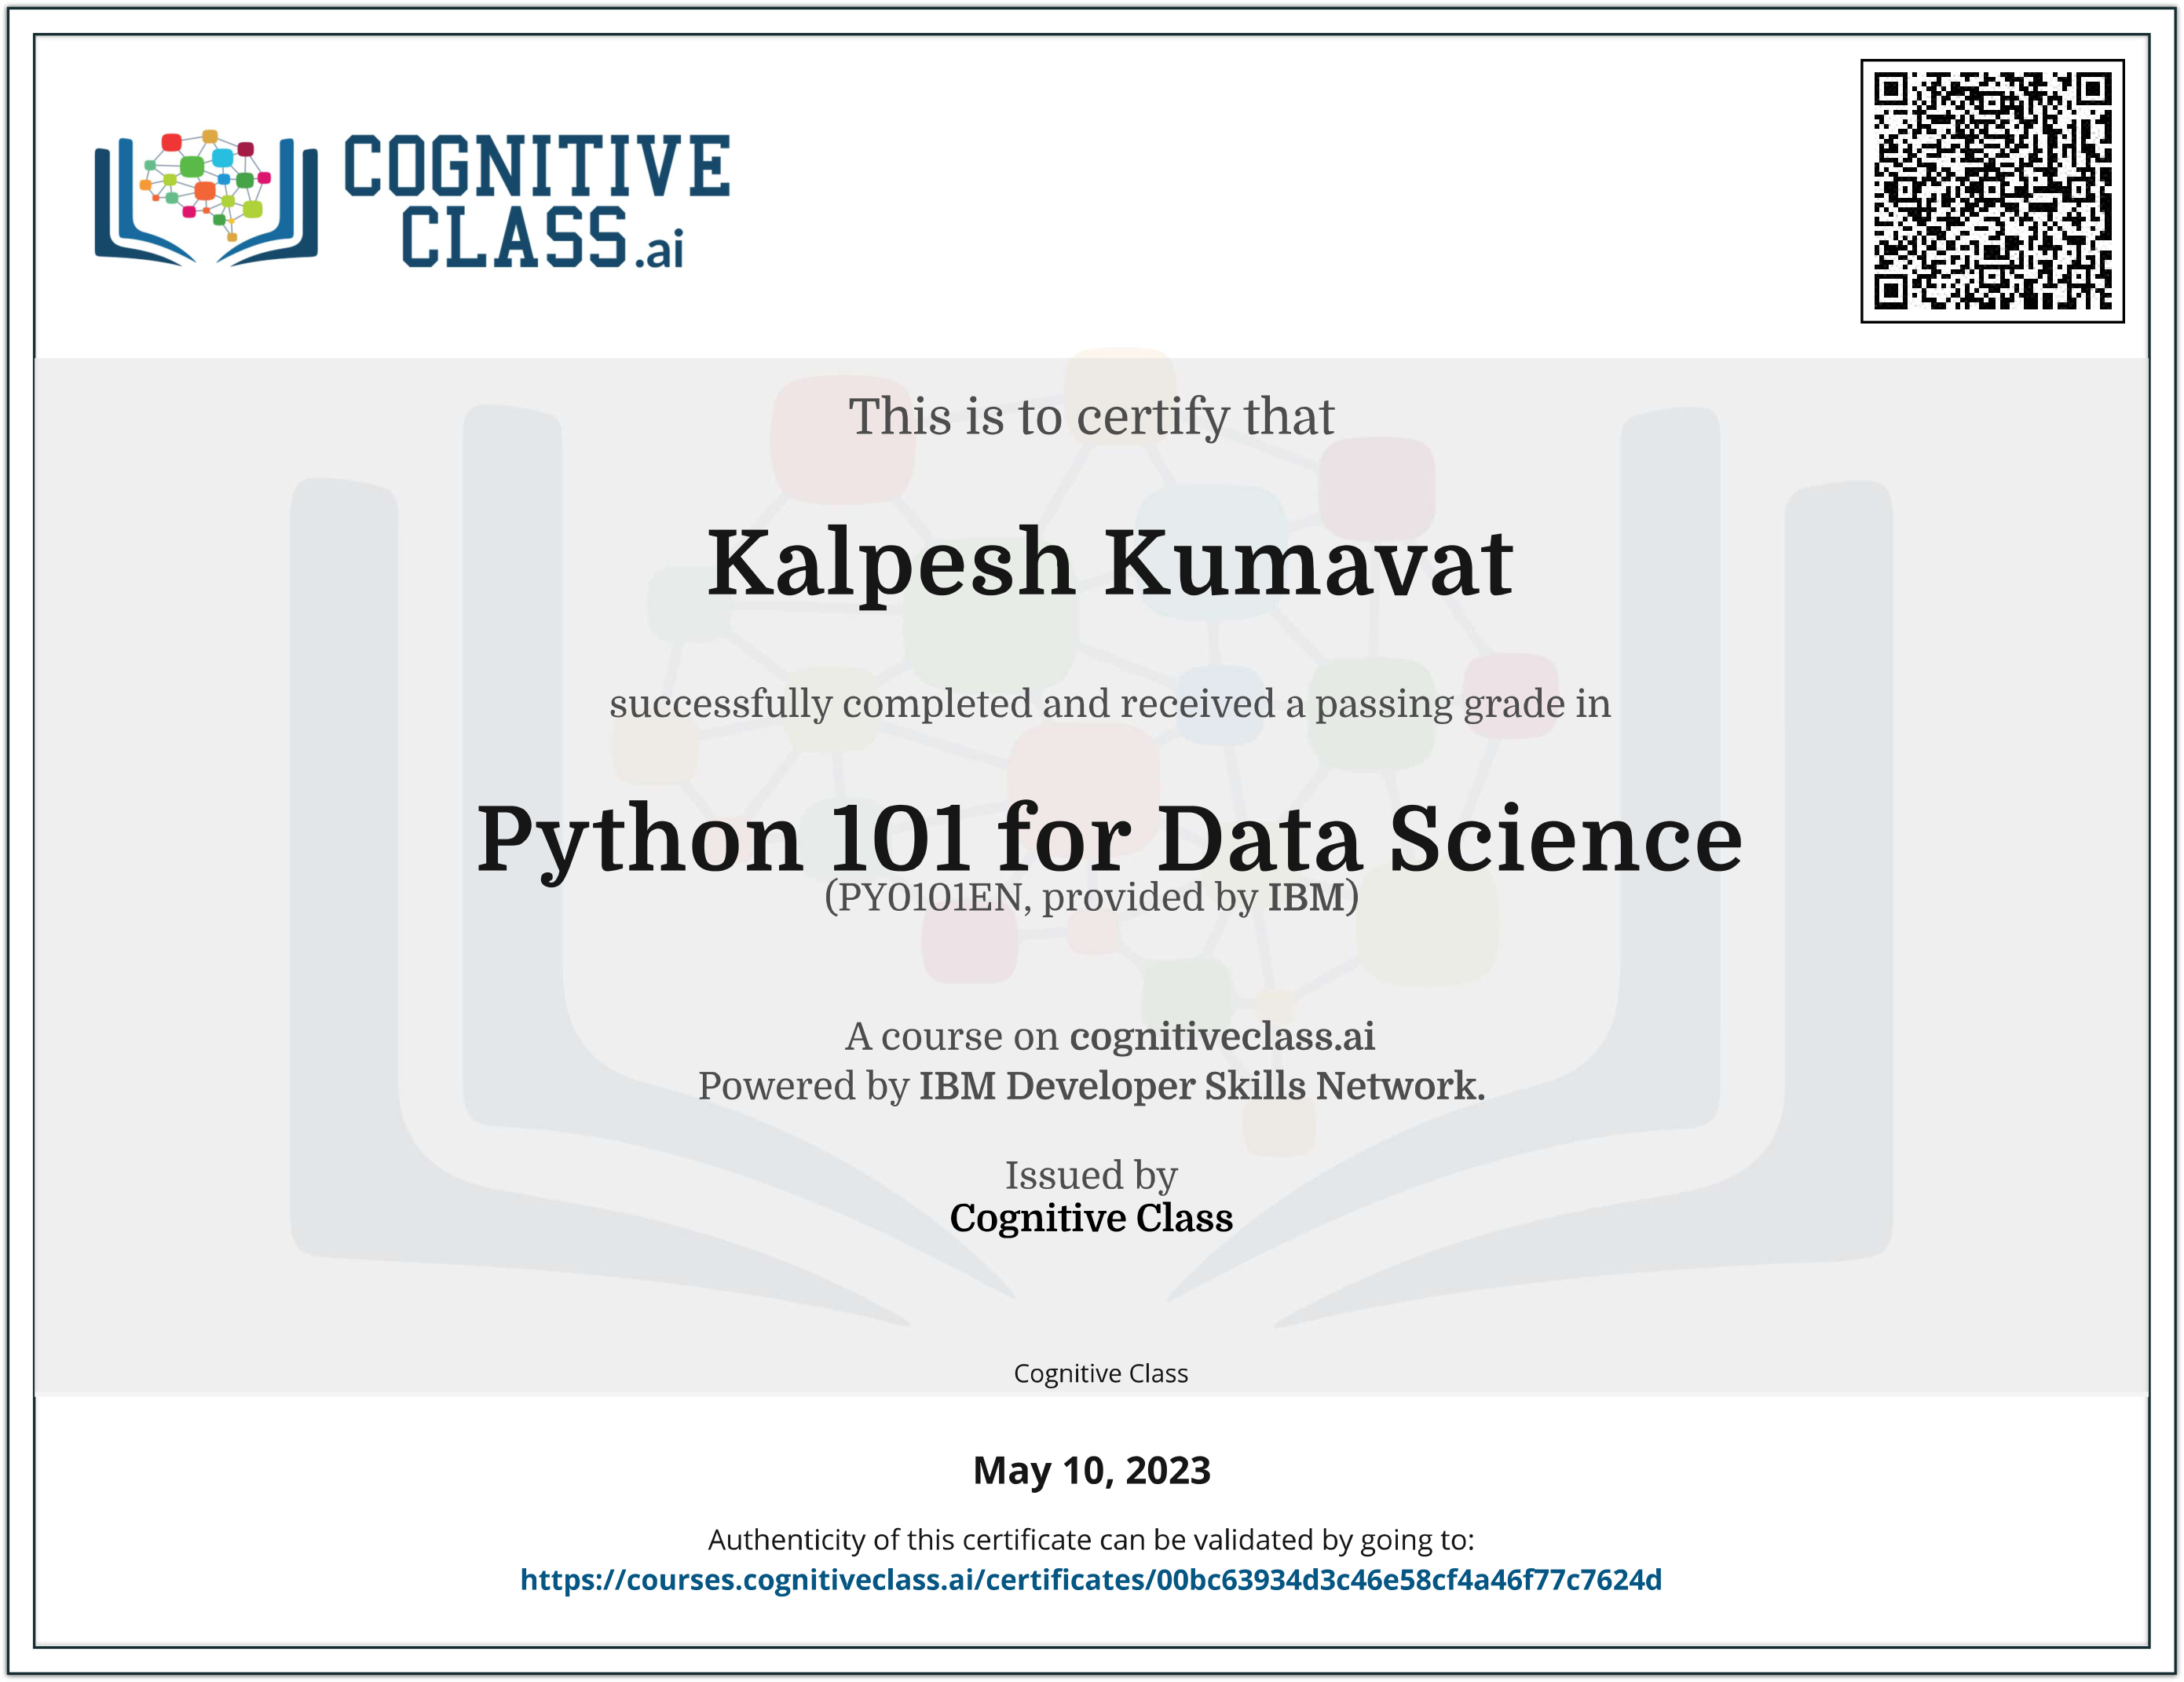 COGNITIVE
CLASS.ai
This is to certify that
Kalpesh Kumavat
successfully completed and received a passing grade in
Python 101 for Data Science
(PY0101EN, provided by IBM)
A course on cognitiveclass.ai
Powered by IBM Developer Skills Network.
Issued by
Cognitive Class
Cognitive Class
May 10, 2023
Authenticity of this certificate can be validated by going to:
https://courses.cognitiveclass.ai/certificates/00bc63934d3c46e58cf4a46f77c7624d